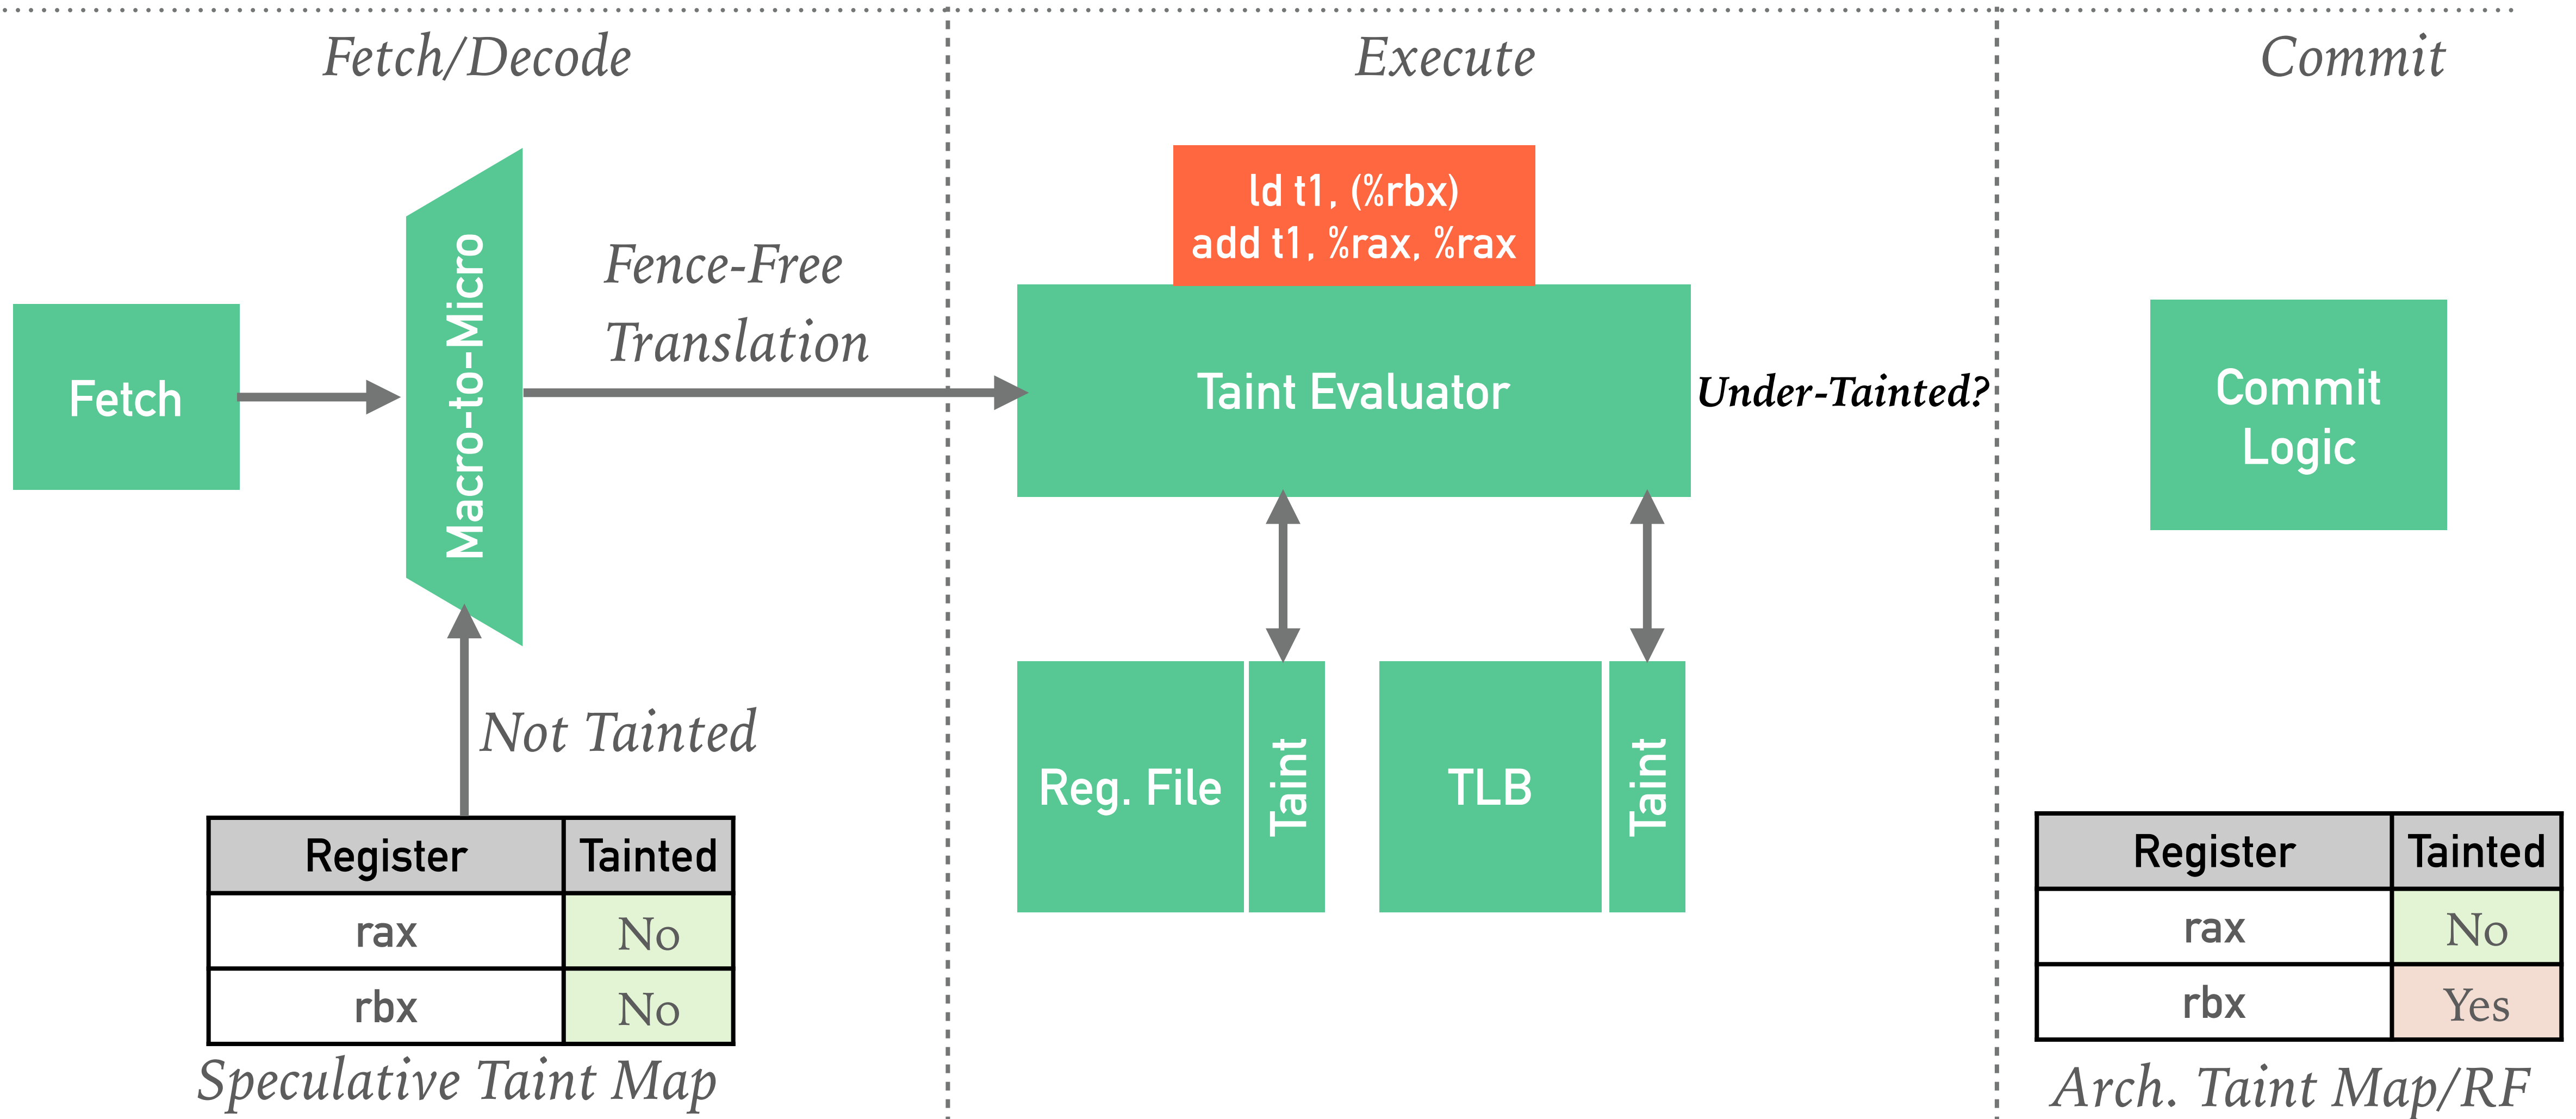 Fetch/Decode
Execute
Commit
ld t1, (%rbx)
add t1, %rax, %rax
Fetch
Macro-to-Micro
Fence-Free
Translation
Taint Evaluator
Under-Tainted?
Commit
Logic
Not Tainted
Reg. File
Taint
TLB
Taint
Register Tainted
rax No
rbx No
Speculative Taint Map
Register Tainted
rax No
rbx Yes
Arch. Taint Map/RF